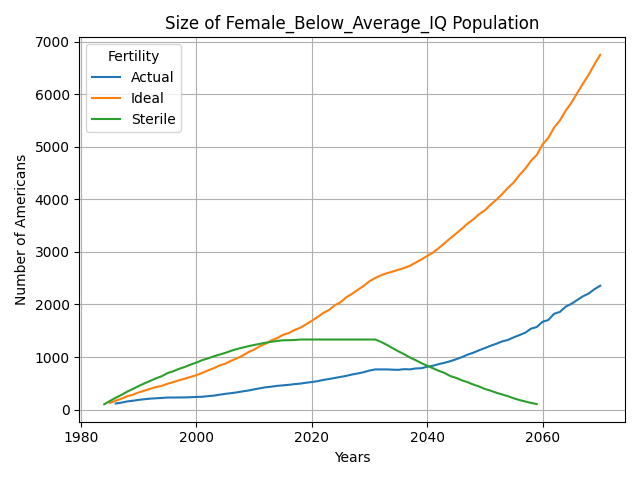 Size of Female_Below_Average_IQ Population
Number of Americans
7000
6000
5000
4000
3000
2000
1000
0
Fertility
Actual
Ideal
Sterile
1980
2000
2020
2040
2060
Years